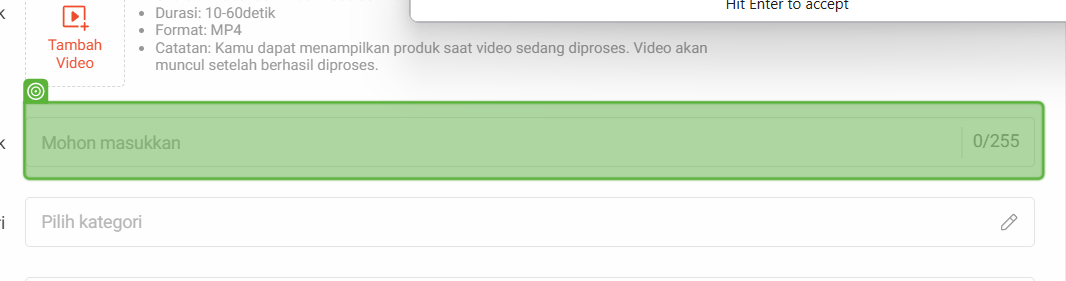 Hit Enter to accept
• Durasi: 10-60detik
• Format: MP4
• Catatan: Kamu dapat menampilkan produk saat video sedang diproses. Video akan
muncul setelah berhasil diproses.
Tambah
Video
Mohon masukkan
0/255
Pilih kategori